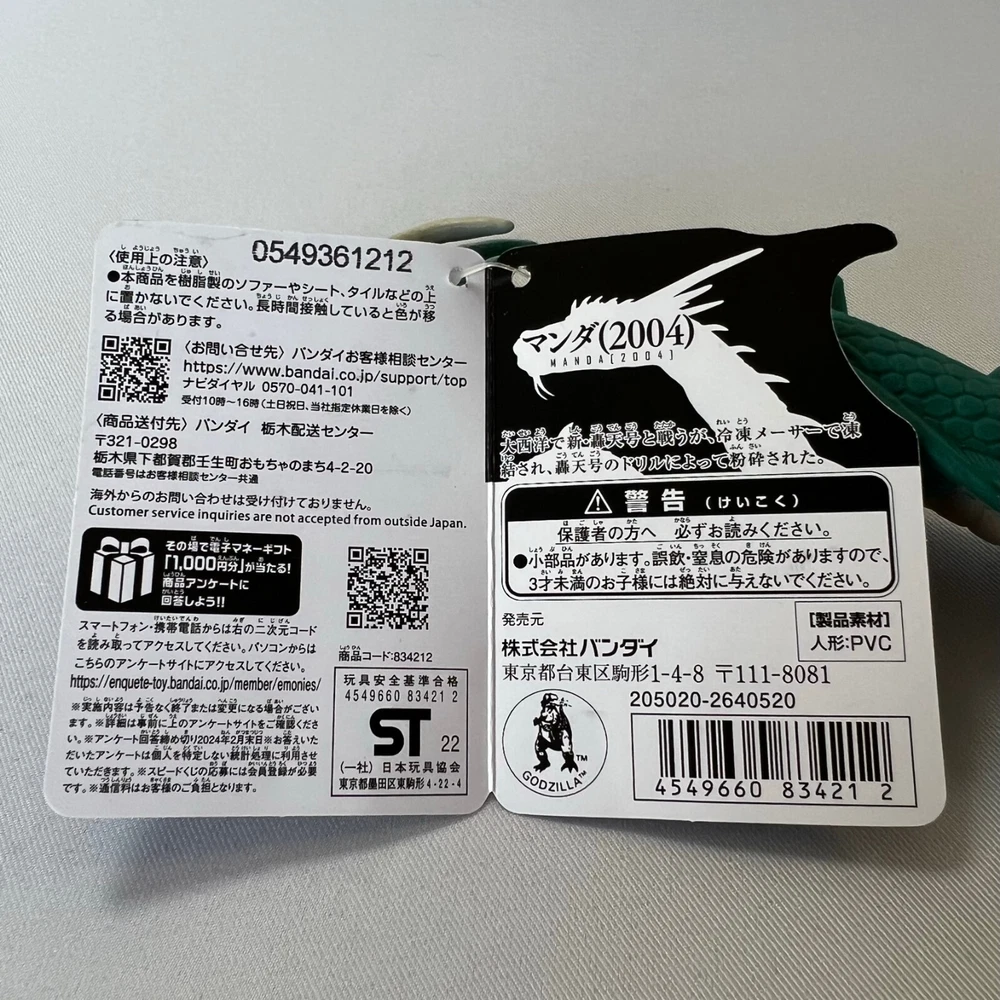 〈使用上の注意〉
0549361212
●本商品を樹脂製のソファーやシート、タイルなどの上
に置かないでください。長時間接触していると色が移
る場合があります。
〈お問い合せ先〉バンダイお客様相談センター
https://www.bandai.co.jp/support/top
ナビダイヤル 0570-041-101
受付10時～16時（土日祝日、当社指定休業日を除く）
〈商品送付先〉バンダイ 栃木配送センター
〒321-0298
栃木県下都賀郡壬生町おもちゃのまち4-2-20
電話番号はお客様相談センター共通
海外からのお問い合わせは受け付けておりません。
Customer service inquiries are not accepted from outside Japan.
その場で電子マネーギフト
「1,000円分」が当たる!
商品アンケートに
回答しよう!!
スマートフォン・携帯電話からは右の二次元コード
を読み取ってアクセスしてください。パソコンからは
こちらのアンケートサイトにアクセスしてください。
https://enquete-toy.bandai.co.jp/member/emonies/
※実施内容は予告なく終了または変更になる場合がござい
ます。※詳細は事前に上のアンケートサイトをご確認くださ
い。※アンケート回答締め切り2024年2月末日※お答えいた
だいたアンケートは個人を特定しない統計処理に利用させ
ていただきます。※スピードくじの応募には会員登録が必要
です。※通信料はお客様のご負担となります。
商品コード:834212
玩具安全基準合格
4549660 83421 2
ST 22
（一社）日本玩具協会
東京都墨田区東駒形4-22-4
マンダ(2004)
MANDA[2004]
大西洋で新・轟天号と戦うが、冷凍メーサーで凍
結され、轟天号のドリルによって粉砕された。
⚠ 警告（けいこく）
保護者の方へ 必ずお読みください。
●小部品があります。誤飲・窒息の危険がありますので、
3才未満のお子様には絶対に与えないでください。
発売元
株式会社バンダイ
東京都台東区駒形1-4-8 〒111-8081
【製品素材】
人形:PVC
205020-2640520
GODZILLA™
TM
4549660 83421 2